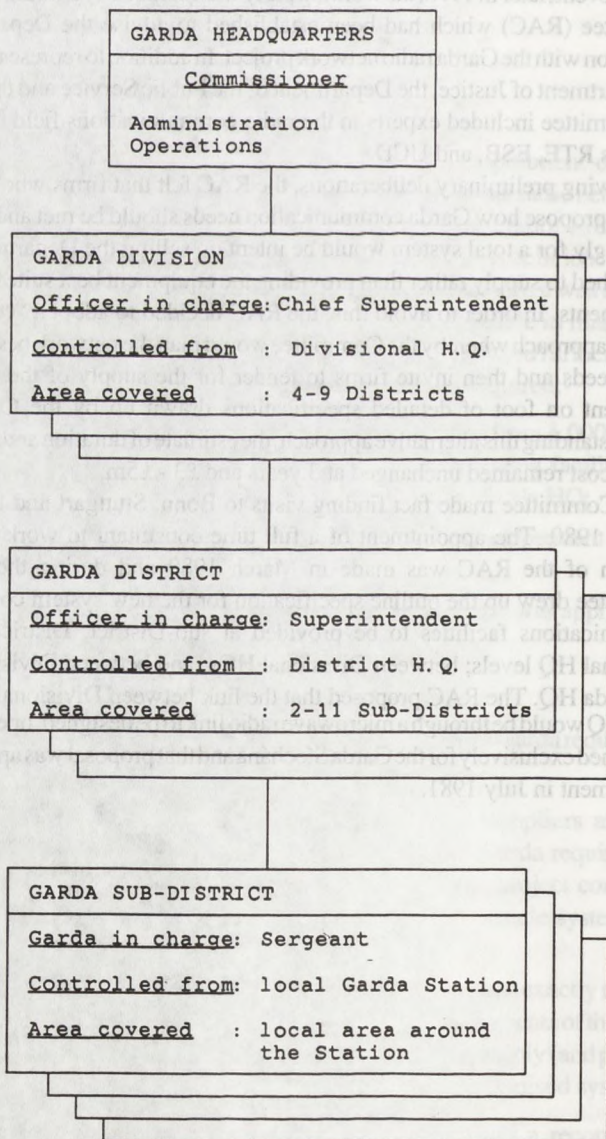 GARDA HEADQUARTERS
Commissioner
Administration
Operations
GARDA DIVISION
Officer in charge: Chief Superintendent
Controlled from : Divisional H.Q.
Area covered : 4-9 Districts
GARDA DISTRICT
Officer in charge: Superintendent
Controlled from : District H.Q.
Area covered : 2-11 Sub-Districts
GARDA SUB-DISTRICT
Garda in charge: Sergeant
Controlled from: local Garda Station
Area covered : local area around
the Station